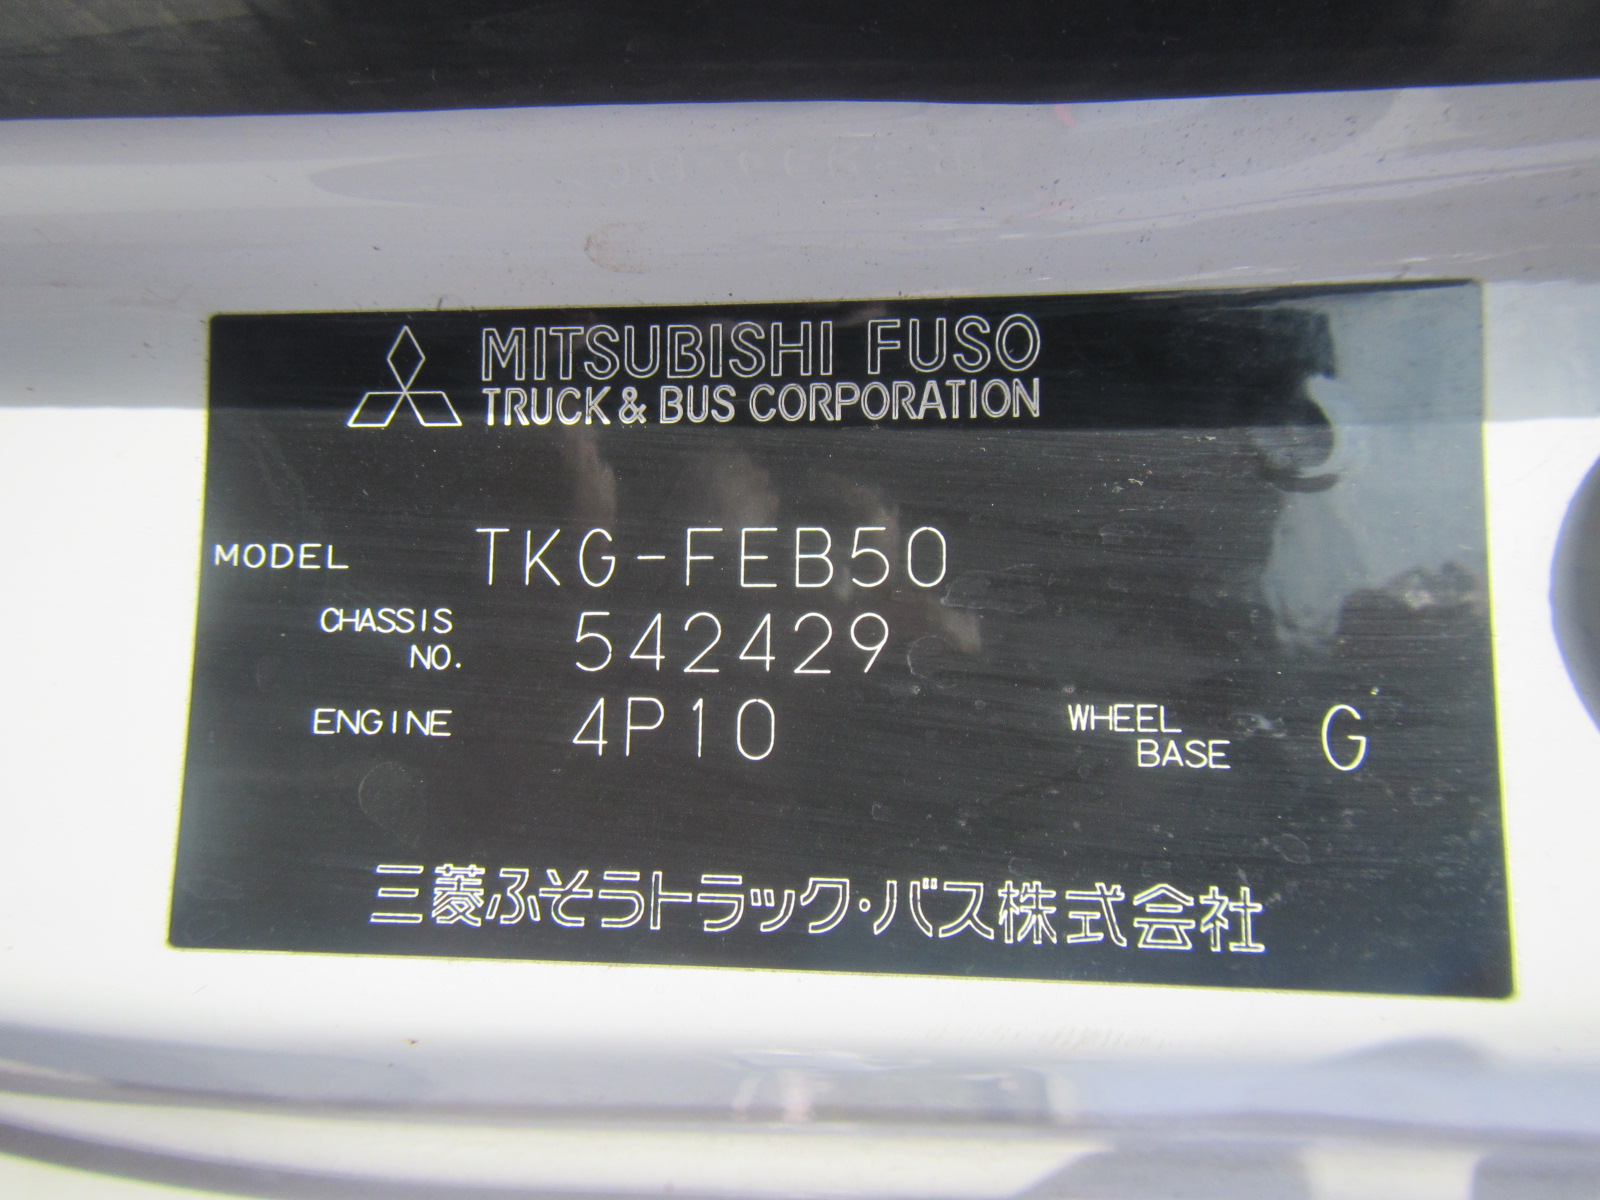 MITSUBISHI FUSO
TRUCK & BUS CORPORATION
MODEL TKG-FEB50
CHASSIS NO. 542429
ENGINE 4P10 WHEEL BASE G
三菱ふそうトラック・バス株式会社